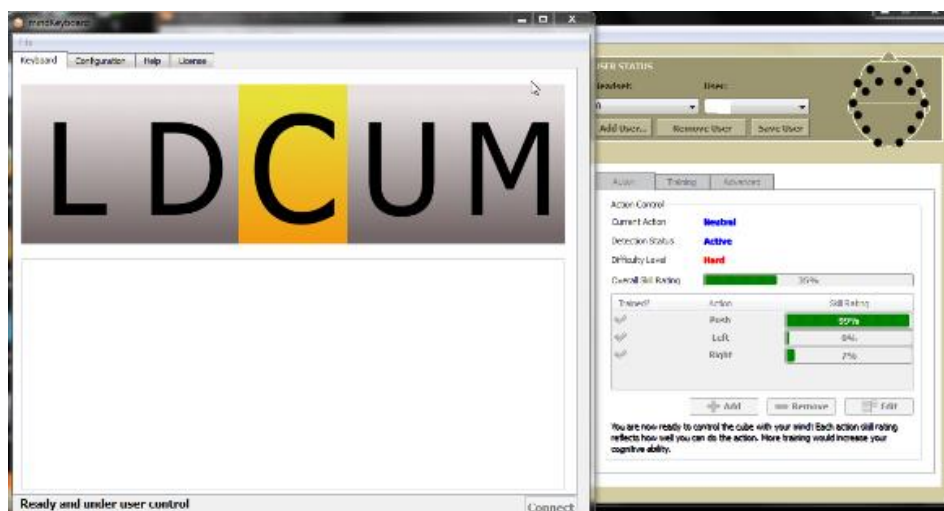 mindKeyboard
File
Keyboard Configuration Help License
L D C U M
Ready and under user control
Connect
USER STATUS
Headset: User:
0
Add User... Remove User Save User
Action Training Advanced
Action Control
Current Action Neutral
Detection Status Active
Difficulty Level Hard
Overall Skill Rating 35%
Trained? Action Skill Rating
Push 99%
Left
Right 7%
Add Remove Edit
You are now ready to control the cube with your mind! Each action skill rating
reflects how well you can do the action. More training would increase your
cognitive ability.